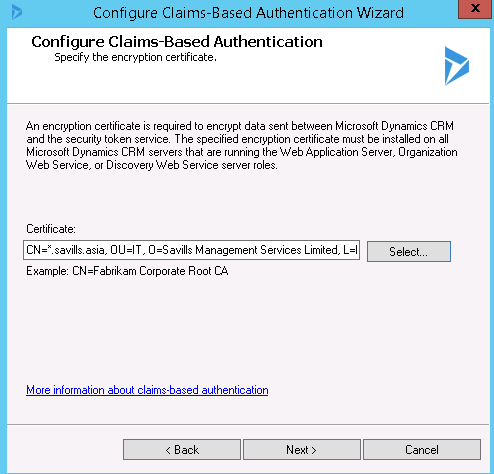 Configure Claims-Based Authentication Wizard
x
Configure Claims-Based Authentication
Specify the encryption certificate.
An encryption certificate is required to encrypt data sent between Microsoft Dynamics CRM
and the security token service. The specified encryption certificate must be installed on all
Microsoft Dynamics CRM servers that are running the Web Application Server, Organization
Web Service, or Discovery Web Service server roles.
Certificate:
CN=*.savills.asia, OU=IT, O=Savills Management Services Limited, L=
Select...
Example: CN=Fabrikam Corporate Root CA
More information about claims-based authentication
< Back
Next >
Cancel